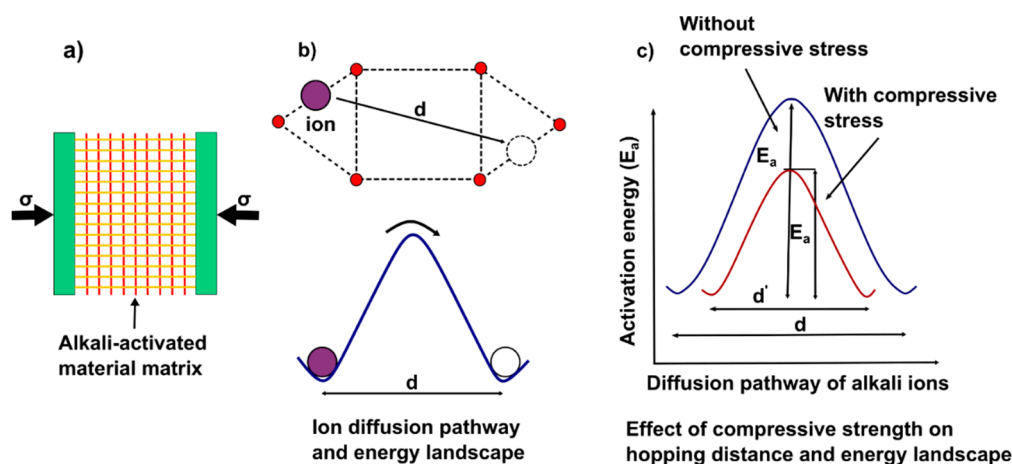 a)
σ
σ
Alkali-activated
material matrix
b)
ion
d
d
Ion diffusion pathway
and energy landscape
c)
Without
compressive stress
With compressive
stress
Activation energy (Eₐ)
Eₐ
Eₐ
d'
d
Diffusion pathway of alkali ions
Effect of compressive strength on
hopping distance and energy landscape